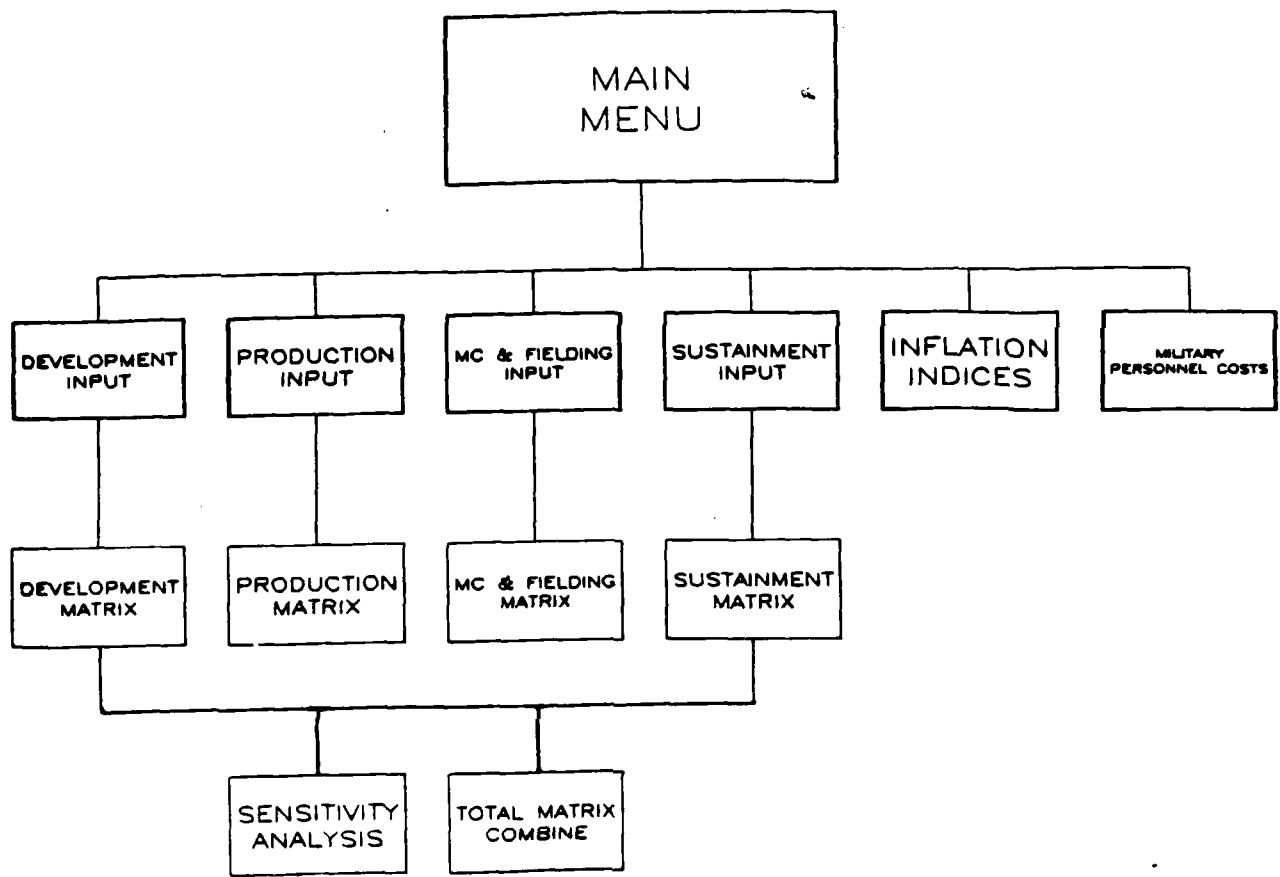 MAIN
MENU
DEVELOPMENT
INPUT
PRODUCTION
INPUT
MC & FIELDING
INPUT
SUSTAINMENT
INPUT
INFLATION
INDICES
MILITARY
PERSONNEL COSTS
DEVELOPMENT
MATRIX
PRODUCTION
MATRIX
MC & FIELDING
MATRIX
SUSTAINMENT
MATRIX
SENSITIVITY
ANALYSIS
TOTAL MATRIX
COMBINE